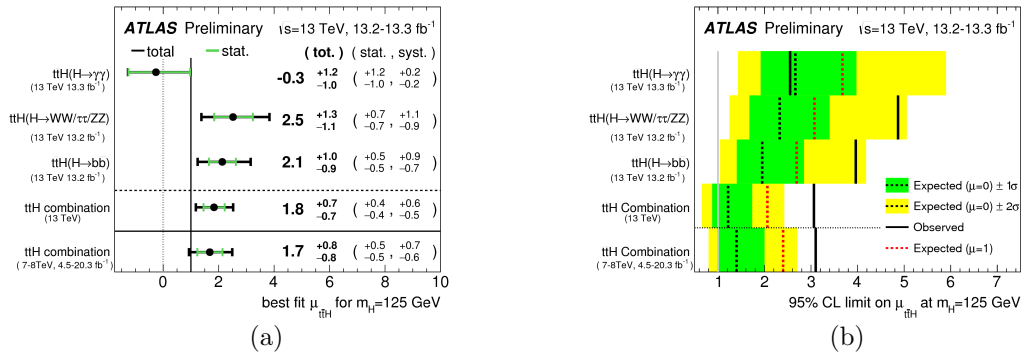 ATLAS Preliminary √s=13 TeV, 13.2-13.3 fb⁻¹
total stat. (tot.) (stat., syst.)
ttH(H→γγ) -0.3 +1.2 −1.0 ( +1.2 −1.0 , +0.2 −0.2 )
(13 TeV 13.3 fb⁻¹)
ttH(H→WW/ττ/ZZ) 2.5 +1.3 −1.1 ( +0.7 −0.7 , +1.1 −0.9 )
(13 TeV 13.2 fb⁻¹)
ttH(H→bb) 2.1 +1.0 −0.9 ( +0.5 −0.5 , +0.9 −0.7 )
(13 TeV 13.2 fb⁻¹)
ttH combination 1.8 +0.7 −0.7 ( +0.4 −0.4 , +0.6 −0.5 )
(13 TeV)
ttH combination 1.7 +0.8 −0.8 ( +0.5 −0.5 , +0.7 −0.6 )
( 7-8TeV, 4.5-20.3 fb⁻¹)
0 2 4 6 8 10
best fit μ_tt̄H for m_H=125 GeV
(a)
ATLAS Preliminary √s=13 TeV, 13.2-13.3 fb⁻¹
ttH(H→γγ)
(13 TeV 13.3 fb⁻¹)
ttH(H→WW/ττ/ZZ)
(13 TeV 13.2 fb⁻¹)
ttH(H→bb)
(13 TeV 13.2 fb⁻¹)
ttH Combination
(13 TeV)
ttH Combination
( 7-8TeV, 4.5-20.3 fb⁻¹)
Expected (μ=0) ± 1σ
Expected (μ=0) ± 2σ
Observed
Expected (μ=1)
1 2 3 4 5 6 7
95% CL limit on μ_tt̄H at m_H=125 GeV
(b)